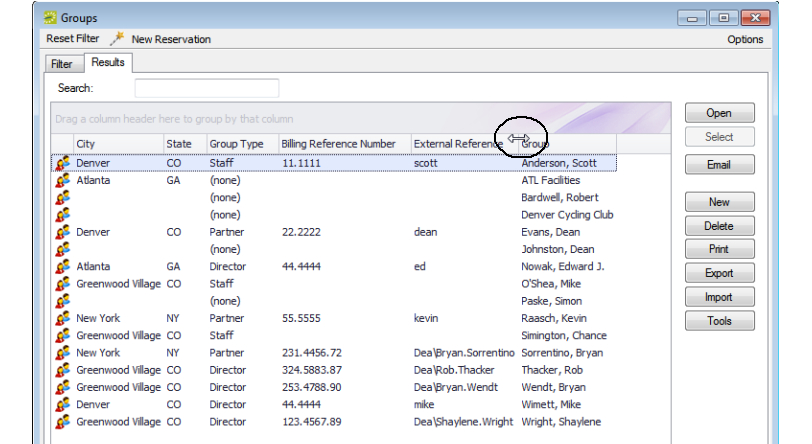 Groups
Reset Filter New Reservation Options
Filter Results
Search:
Drag a column header here to group by that column
City State Group Type Billing Reference Number External Reference Group
Denver CO Staff 11.1111 scott Anderson, Scott
Atlanta GA (none) ATL Facilities
(none) Bardwell, Robert
(none) Denver Cycling Club
Denver CO Partner 22.2222 dean Evans, Dean
(none) Johnston, Dean
Atlanta GA Director 44.4444 ed Nowak, Edward J.
Greenwood Village CO Staff O'Shea, Mike
(none) Paske, Simon
New York NY Partner 55.5555 kevin Raasch, Kevin
Greenwood Village CO Staff Simington, Chance
New York NY Partner 231.4456.72 Dea\Bryan.Sorrentino Sorrentino, Bryan
Greenwood Village CO Director 324.5883.87 Dea\Rob.Thacker Thacker, Rob
Greenwood Village CO Director 253.4788.90 Dea\Bryan.Wendt Wendt, Bryan
Denver CO Director 44.4444 mike Wimett, Mike
Greenwood Village CO Director 123.4567.89 Dea\Shaylene.Wright Wright, Shaylene
Open
Select
Email
New
Delete
Print
Export
Import
Tools